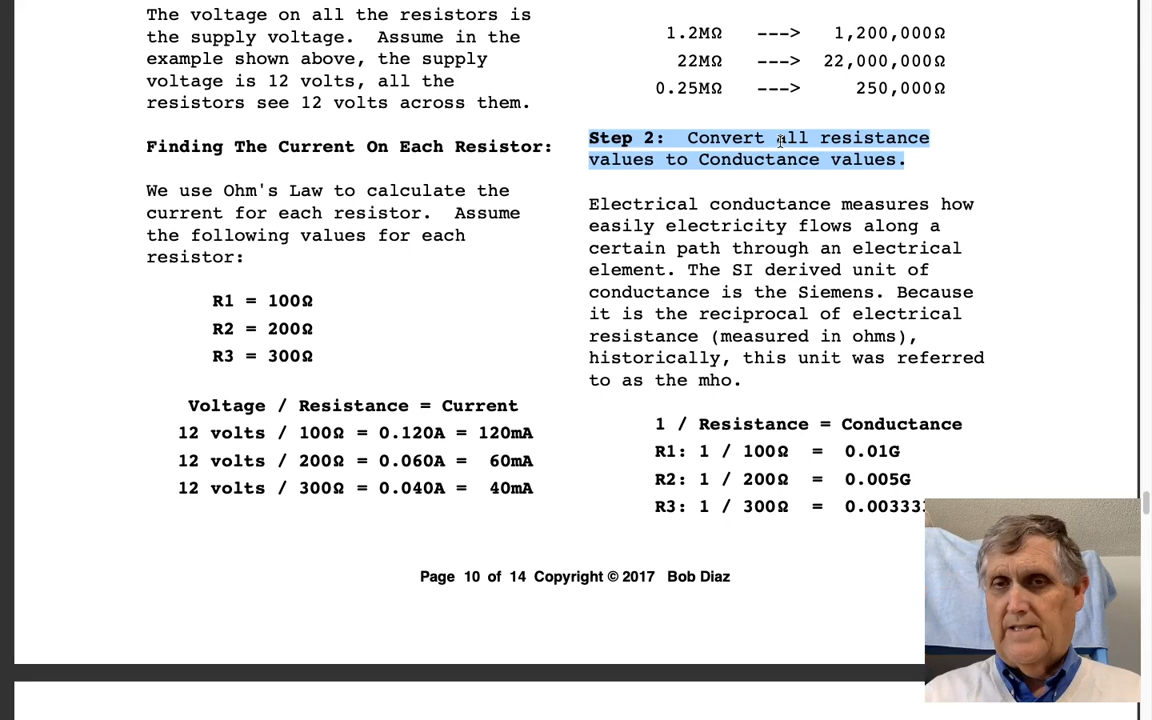 The voltage on all the resistors is
the supply voltage.  Assume in the
example shown above, the supply
voltage is 12 volts, all the
resistors see 12 volts across them.
Finding The Current On Each Resistor:
We use Ohm's Law to calculate the
current for each resistor.  Assume
the following values for each
resistor:
R1 = 100Ω
R2 = 200Ω
R3 = 300Ω
Voltage / Resistance = Current
12 volts / 100Ω = 0.120A = 120mA
12 volts / 200Ω = 0.060A =  60mA
12 volts / 300Ω = 0.040A =  40mA
1.2MΩ   --->   1,200,000Ω
22MΩ   --->  22,000,000Ω
0.25MΩ   --->     250,000Ω
Step 2:  Convert all resistance
values to Conductance values.
Electrical conductance measures how
easily electricity flows along a
certain path through an electrical
element. The SI derived unit of
conductance is the Siemens. Because
it is the reciprocal of electrical
resistance (measured in ohms),
historically, this unit was referred
to as the mho.
1 / Resistance = Conductance
R1: 1 / 100Ω  =  0.01G
R2: 1 / 200Ω  =  0.005G
R3: 1 / 300Ω  =  0.00333
Page 10 of 14 Copyright © 2017  Bob Diaz